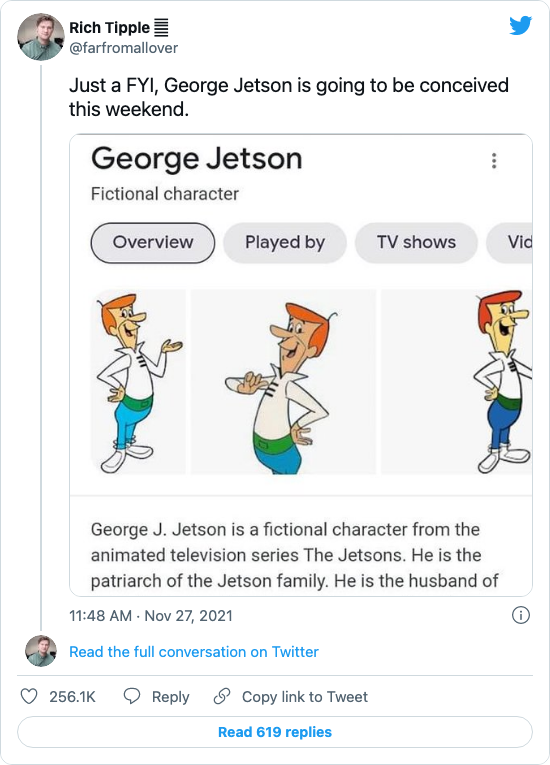 Rich Tipple
@farfromallover
Just a FYI, George Jetson is going to be conceived
this weekend.
George Jetson
Fictional character
Overview
Played by
TV shows
Vid
George J. Jetson is a fictional character from the
animated television series The Jetsons. He is the
patriarch of the Jetson family. He is the husband of
11:48 AM · Nov 27, 2021
Read the full conversation on Twitter
256.1K
Reply
Copy link to Tweet
Read 619 replies